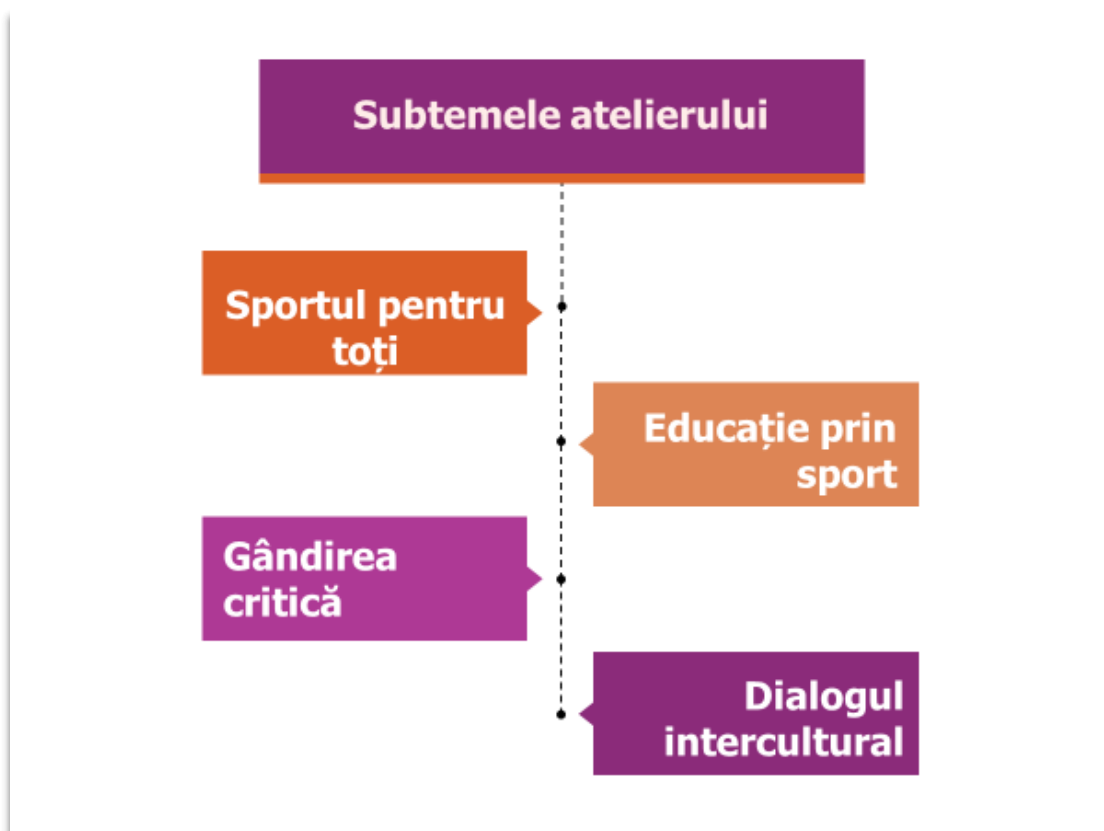 Subtemele atelierului
Sportul pentru
toți
Educație prin
sport
Gândirea
critică
Dialogul
intercultural